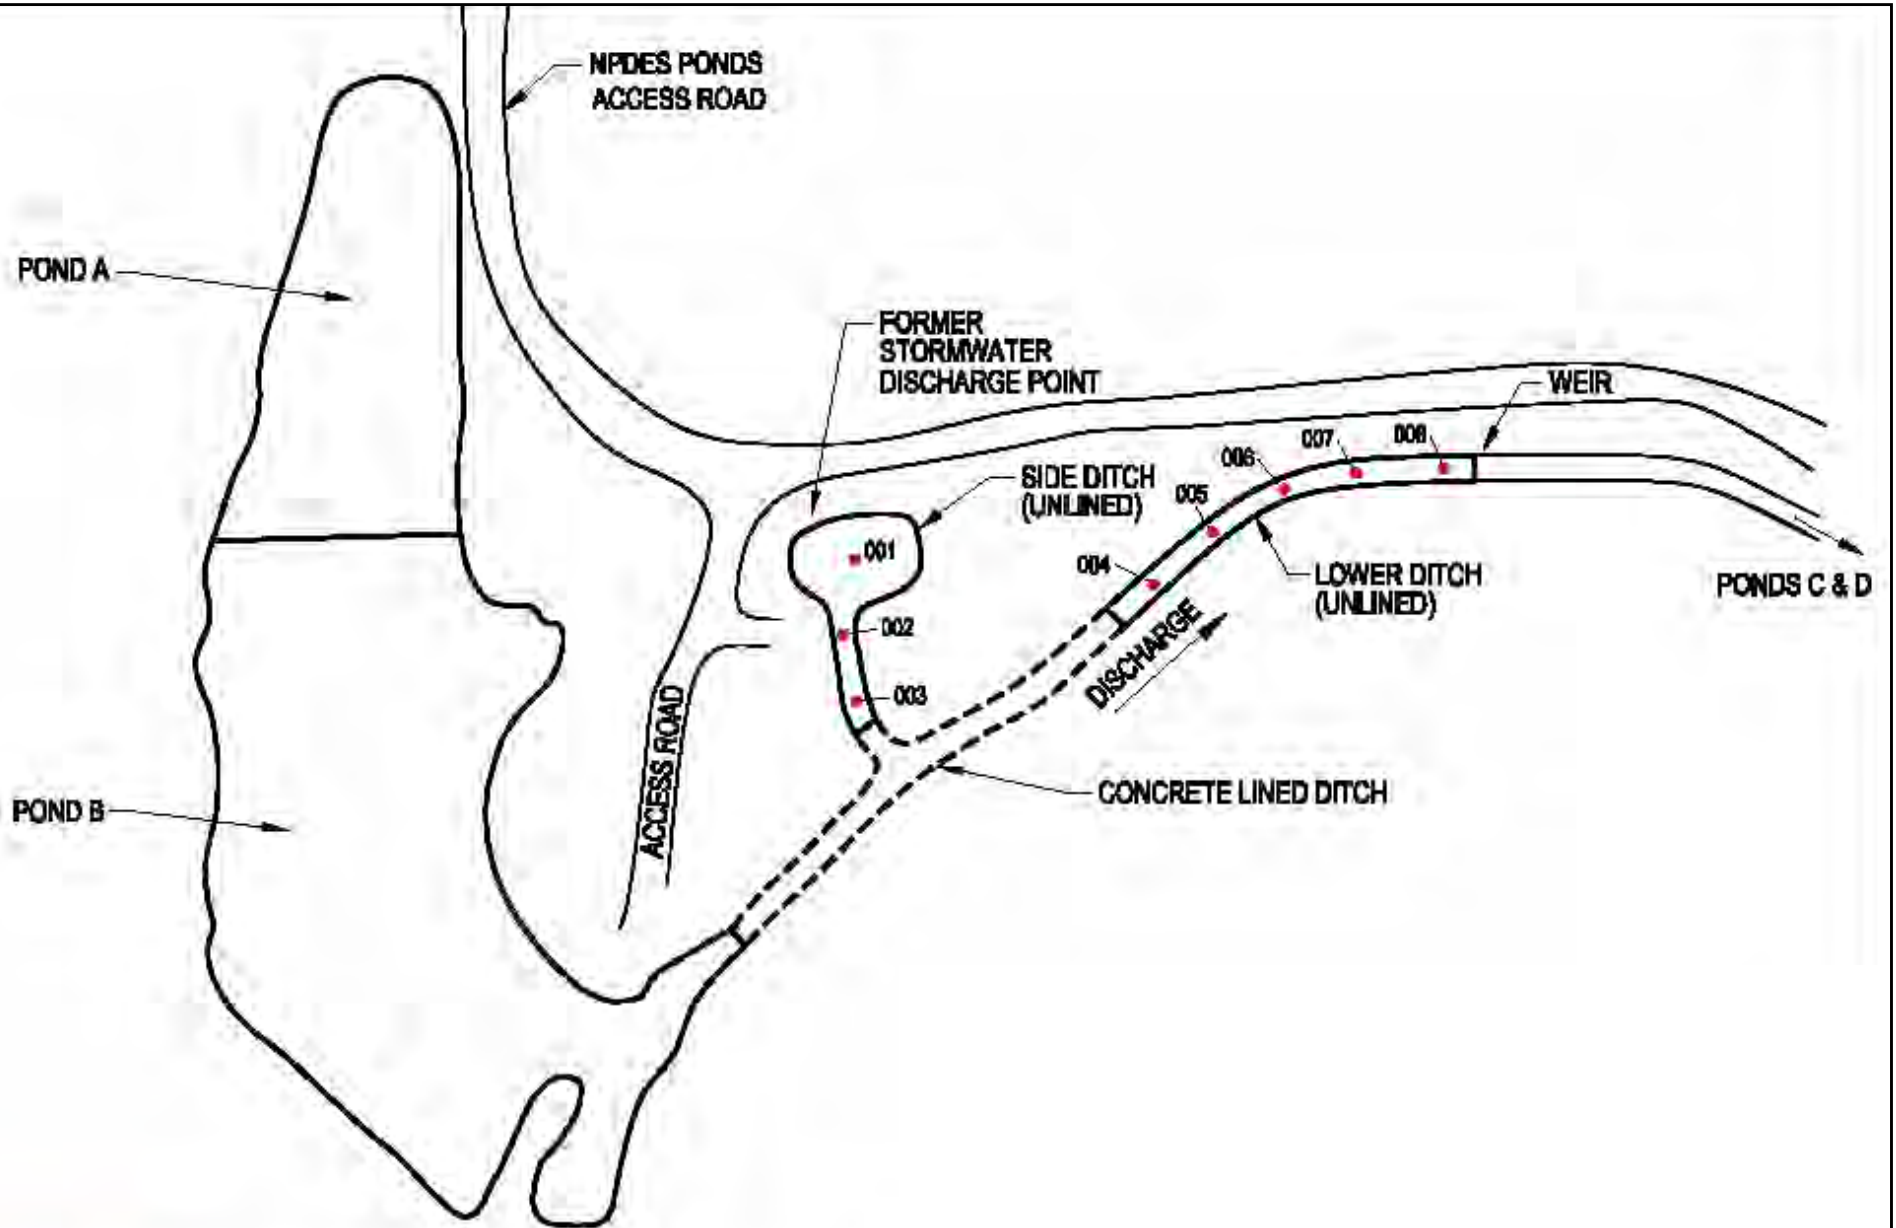 NPDES PONDS
ACCESS ROAD
POND A
FORMER
STORMWATER
DISCHARGE POINT
WEIR
007
008
006
SIDE DITCH
(UNLINED)
005
001
004
LOWER DITCH
(UNLINED)
PONDS C & D
002
DISCHARGE
003
ACCESS ROAD
CONCRETE LINED DITCH
POND B